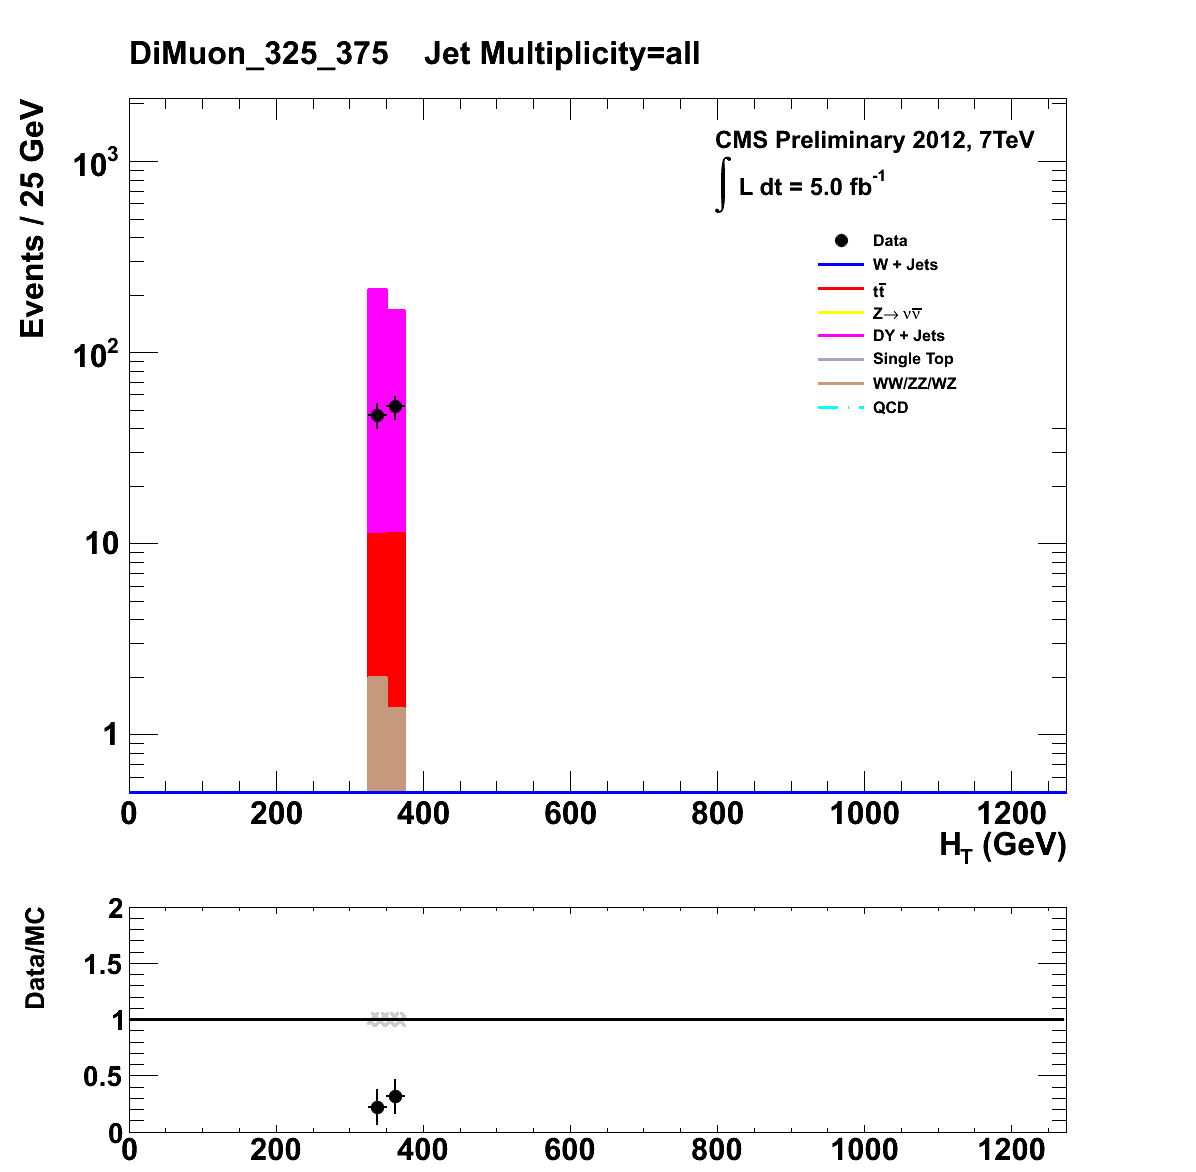 DiMuon_325_375 Jet Multiplicity=all
Events / 25 GeV
10³
10²
10
1
CMS Preliminary 2012, 7TeV
∫ L dt = 5.0 fb⁻¹
Data
W + Jets
tt̅
Z→ νν̅
DY + Jets
Single Top
WW/ZZ/WZ
QCD
0 200 400 600 800 1000 1200
H_T (GeV)
Data/MC
2
1.5
1
0.5
0
0 200 400 600 800 1000 1200